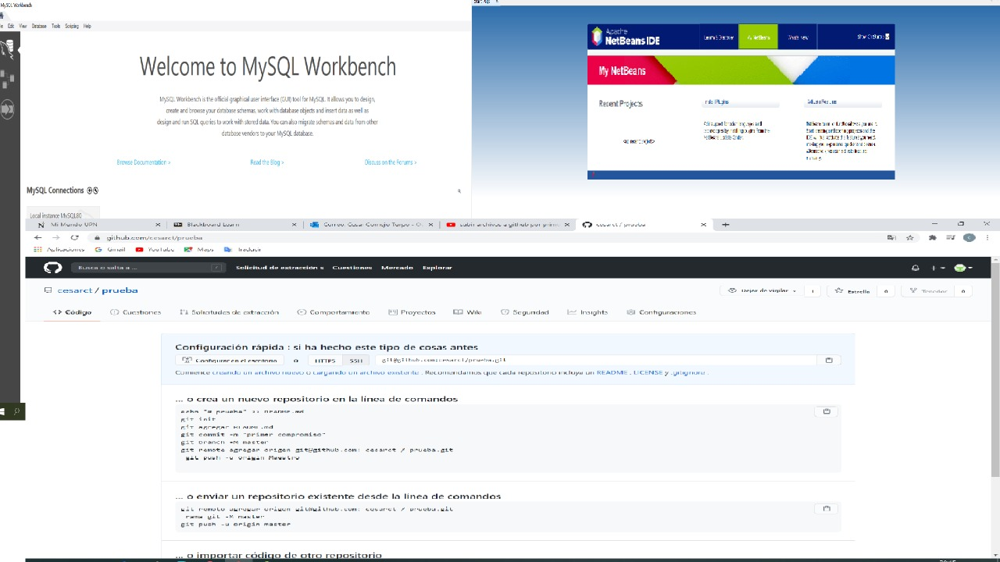 MySQL Workbench
Edit View Database Tools Scripting Help
Welcome to MySQL Workbench
MySQL Workbench is the official graphical user interface (GUI) tool for MySQL. It allows you to design,
create and browse your database schemas, work with database objects and insert data as well as
design and run SQL queries to work with stored data. You can also migrate schemas and data from other
database vendors to your MySQL database.
Browse Documentation >
Read the Blog >
Discuss on the Forums >
MySQL Connections
Local instance MySQL80
Apache
NetBeans IDE
Learn & Discover
My NetBeans
What's New
My NetBeans
Recent Projects
Install Plugins
Mi Mundo UPN
Blackboard Learn
Correo: Cesar Cornejo Turpo - Ou
subir archivos a github por prime
cesarct / prueba
github.com/cesarct/prueba
Aplicaciones
Gmail
YouTube
Maps
Traducir
Busca o salta a ...
/
Solicitud de extracción s
Cuestiones
Mercado
Explorar
cesarct / prueba
Dejar de vigilar
1
Estrella
0
Tenedor
0
Código
Cuestiones
Solicitudes de extracción
Comportamiento
Proyectos
Wiki
Seguridad
Insights
Configuraciones
Configuración rápida : si ha hecho este tipo de cosas antes
Configurar en el escritorio
o
HTTPS
SSH
git@github.com:cesarct/prueba.git
Comience creando un archivo nuevo o cargando un archivo existente . Recomendamos que cada repositorio incluya un README , LICENSE y .gitignore .
... o crea un nuevo repositorio en la línea de comandos
echo "# prueba" >> README.md
git init
git agregar README.md
git commit -m "primer compromiso"
git branch -M master
git remote agregar origen git@github.com: cesarct / prueba.git
git push -u origin Maestro
... o enviar un repositorio existente desde la línea de comandos
git remoto agregar origen git@github.com: cesarct / prueba.git
rama git -M master
git push -u origin master
... o importar código de otro repositorio